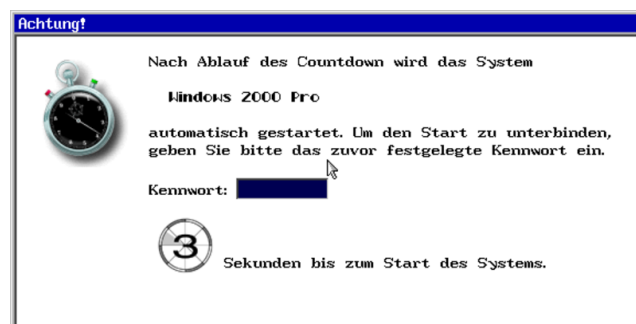 Achtung!
Nach Ablauf des Countdown wird das System
Windows 2000 Pro
automatisch gestartet. Um den Start zu unterbinden,
geben Sie bitte das zuvor festgelegte Kennwort ein.
Kennwort:
3 Sekunden bis zum Start des Systems.